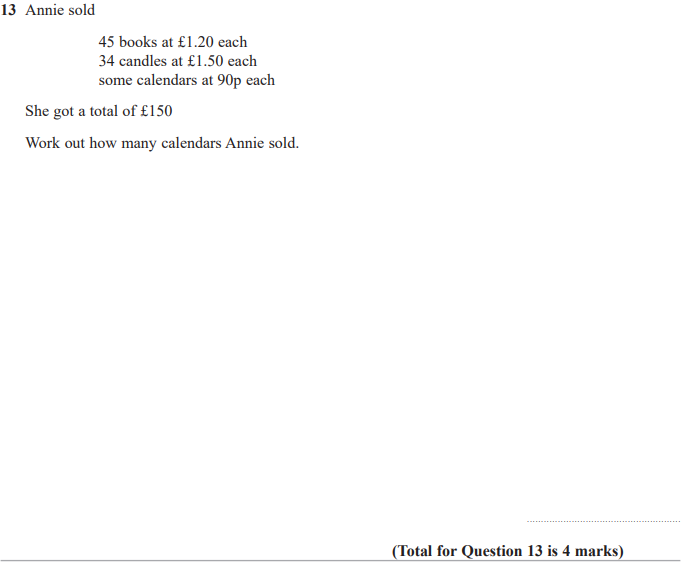 13 Annie sold
45 books at £1.20 each
34 candles at £1.50 each
some calendars at 90p each
She got a total of £150
Work out how many calendars Annie sold.
(Total for Question 13 is 4 marks)